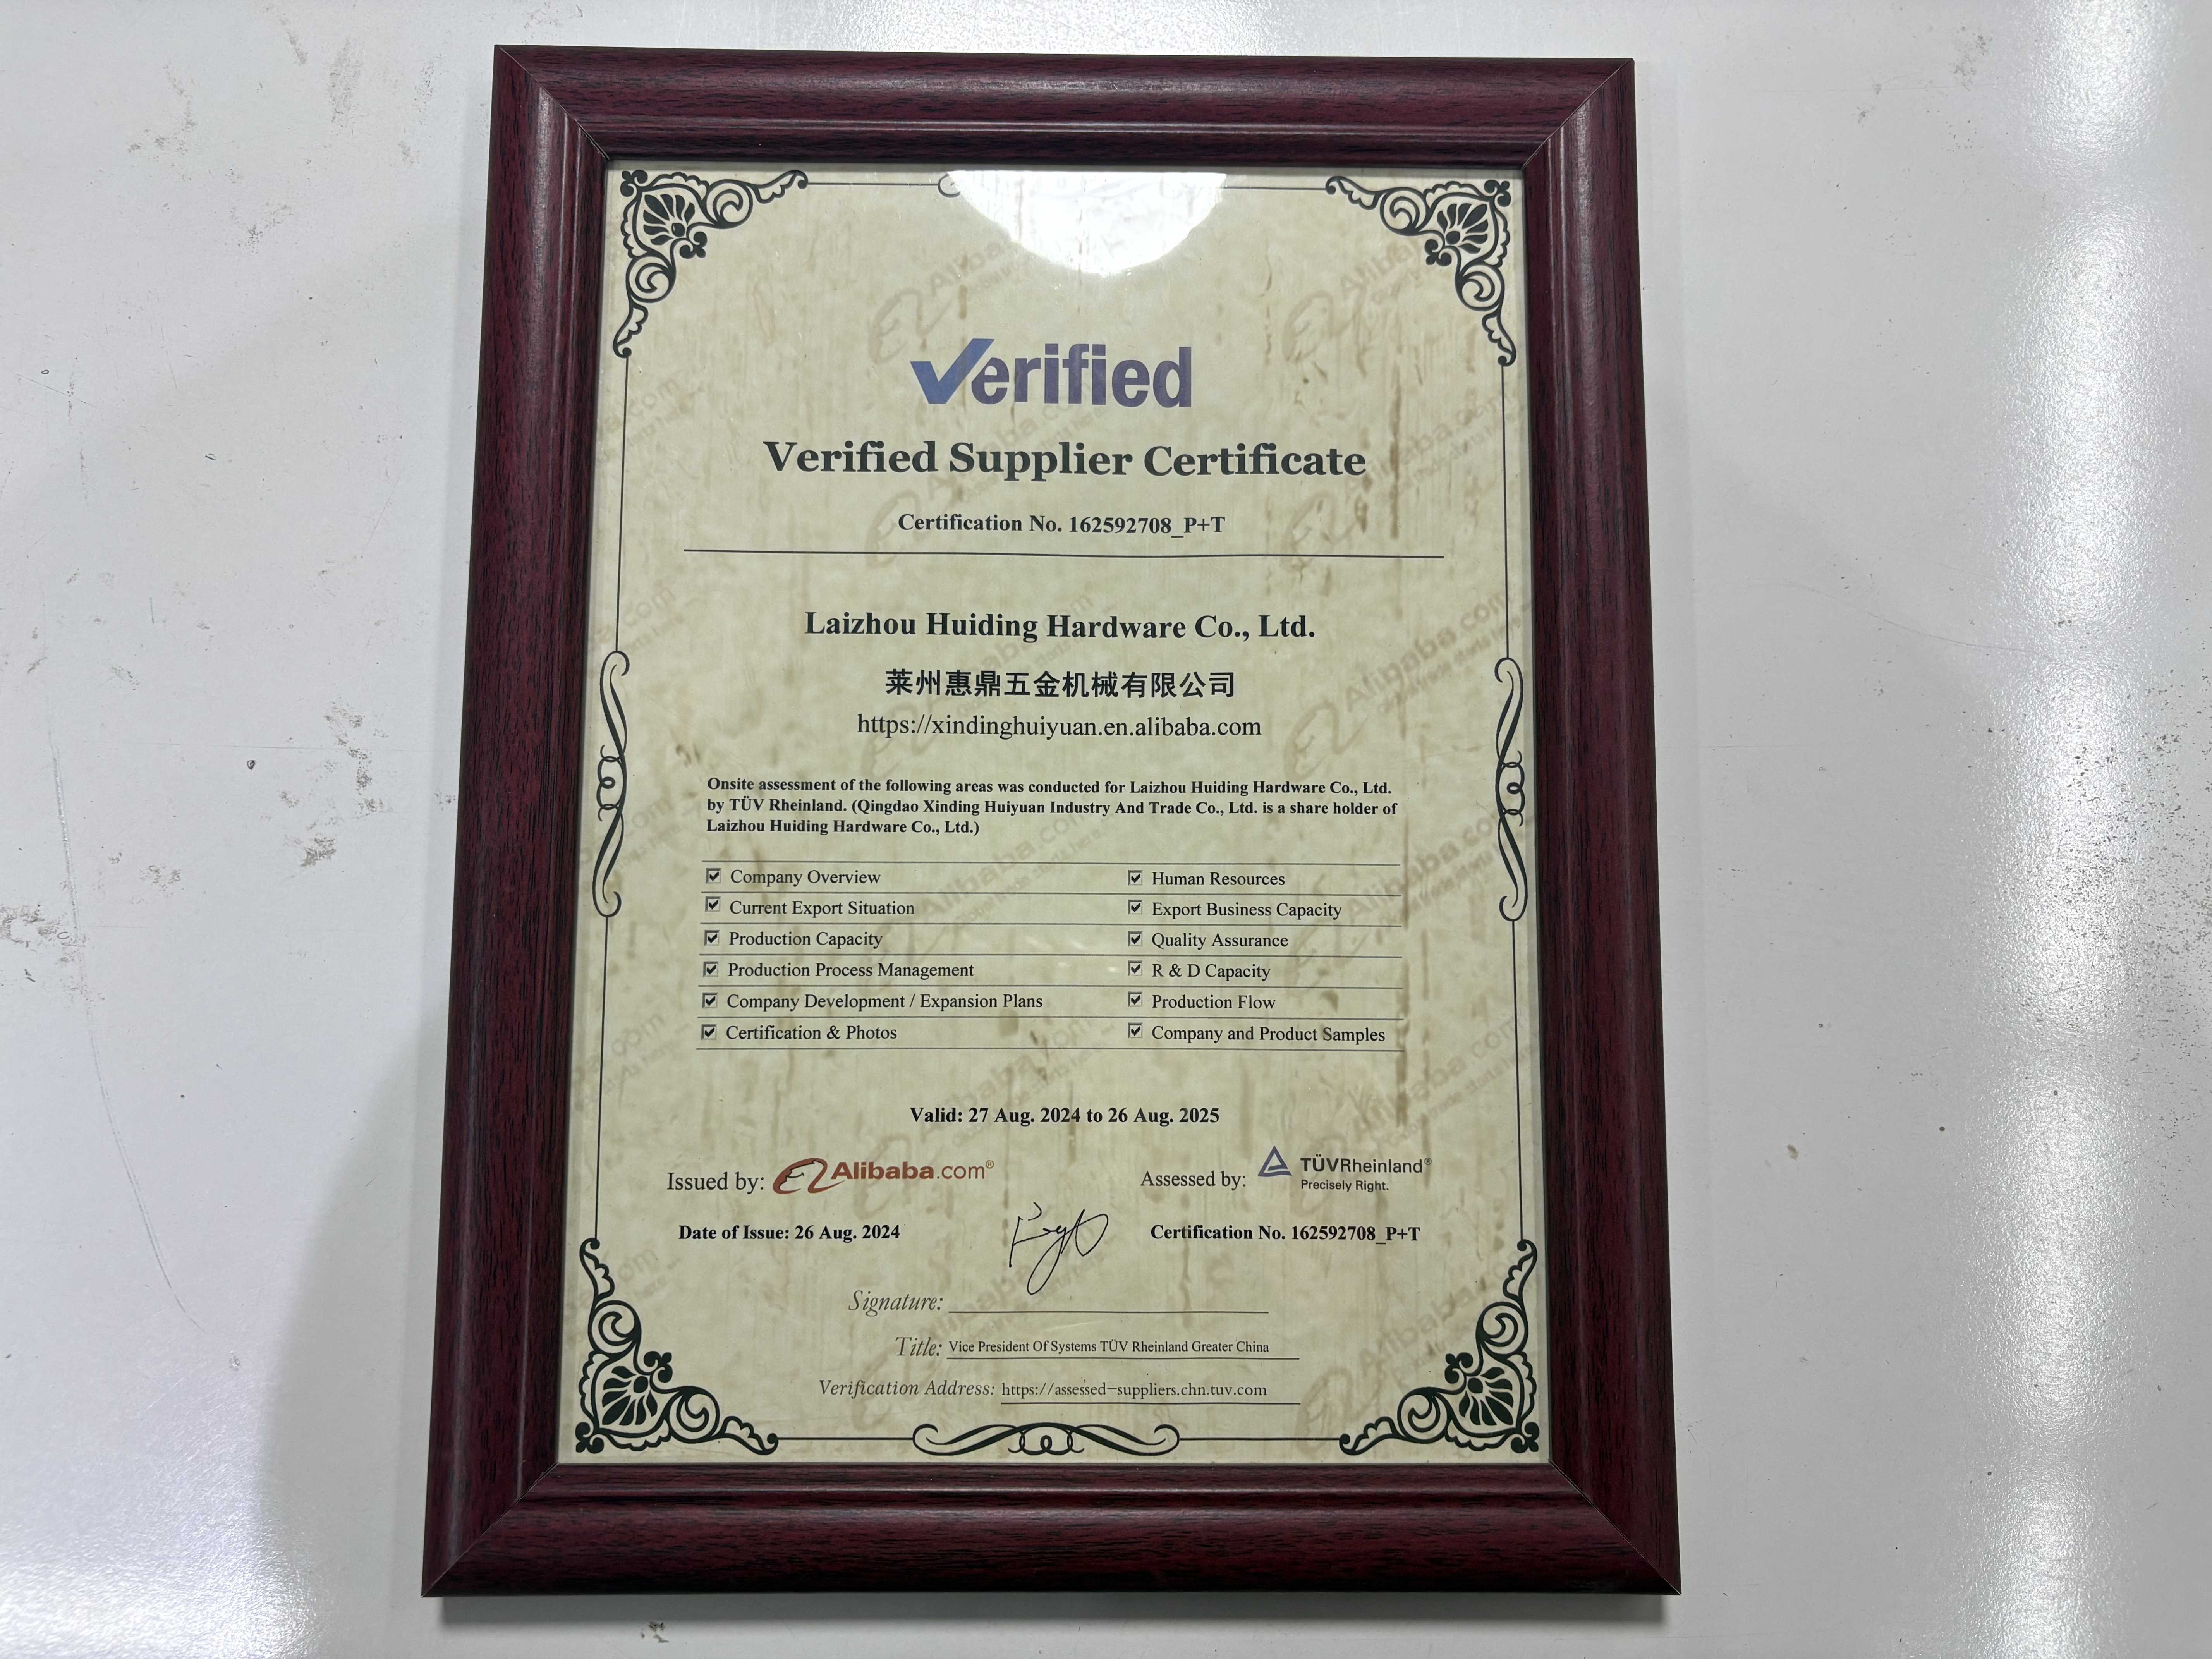 Verified
Verified Supplier Certificate
Certification No. 162592708_P+T
Laizhou Huiding Hardware Co., Ltd.
莱州惠鼎五金机械有限公司
https://xindinghuiyuan.en.alibaba.com
Onsite assessment of the following areas was conducted for Laizhou Huiding Hardware Co., Ltd.
by TÜV Rheinland. (Qingdao Xinding Huiyuan Industry And Trade Co., Ltd. is a share holder of
Laizhou Huiding Hardware Co., Ltd.)
Company Overview Human Resources
Current Export Situation Export Business Capacity
Production Capacity Quality Assurance
Production Process Management R & D Capacity
Company Development / Expansion Plans Production Flow
Certification & Photos Company and Product Samples
Valid: 27 Aug. 2024 to 26 Aug. 2025
Issued by: Alibaba.com® Assessed by: TÜVRheinland®
Precisely Right.
Date of Issue: 26 Aug. 2024 Certification No. 162592708_P+T
Signature:
Title: Vice President Of Systems TÜV Rheinland Greater China
Verification Address: https://assessed-suppliers.chn.tuv.com